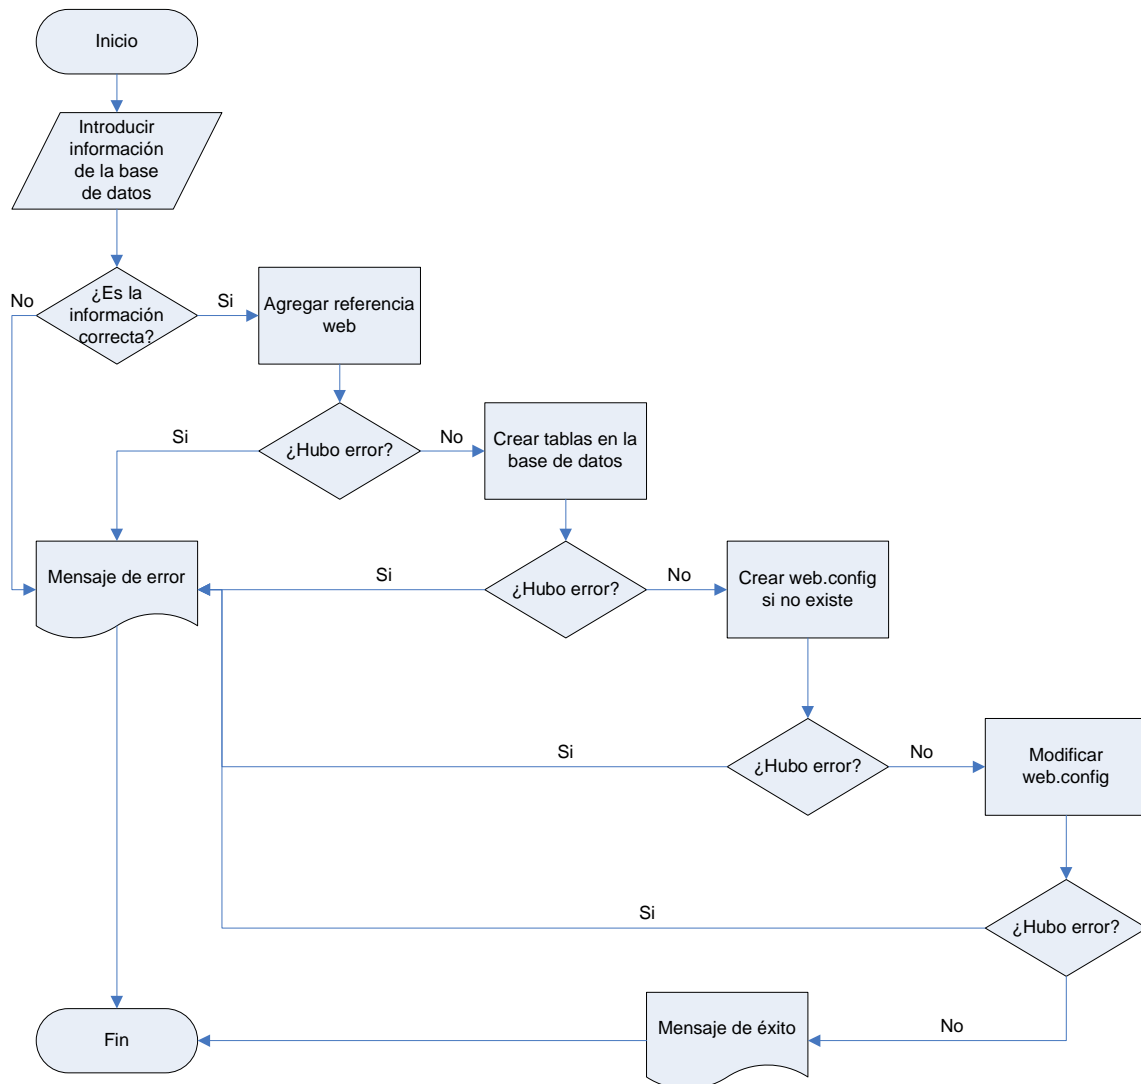 Inicio
Introducir
información
de la base
de datos
¿Es la
información
correcta?
No
Si
Agregar referencia
web
¿Hubo error?
Si
No
Crear tablas en la
base de datos
Mensaje de error
Si
¿Hubo error?
No
Crear web.config
si no existe
Si
¿Hubo error?
No
Modificar
web.config
Si
¿Hubo error?
Fin
Mensaje de éxito
No